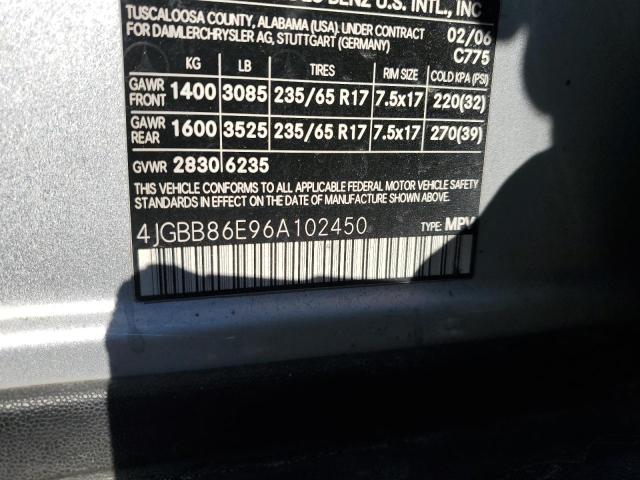 BENZ U.S. INTL., INC
TUSCALOOSA COUNTY, ALABAMA (USA). UNDER CONTRACT 02/06
FOR DAIMLERCHRYSLER AG, STUTTGART (GERMANY) C775
KG LB TIRES RIM SIZE COLD KPA (PSI)
GAWR FRONT 1400 3085 235/65 R17 7.5x17 220(32)
GAWR REAR 1600 3525 235/65 R17 7.5x17 270(39)
GVWR 2830 6235
THIS VEHICLE CONFORMS TO ALL APPLICABLE FEDERAL MOTOR VEHICLE SAFETY
STANDARDS IN EFFECT ON THE DATE OF MANUFACTURE SHOWN ABOVE.
4JGBB86E96A102450 TYPE: MPV